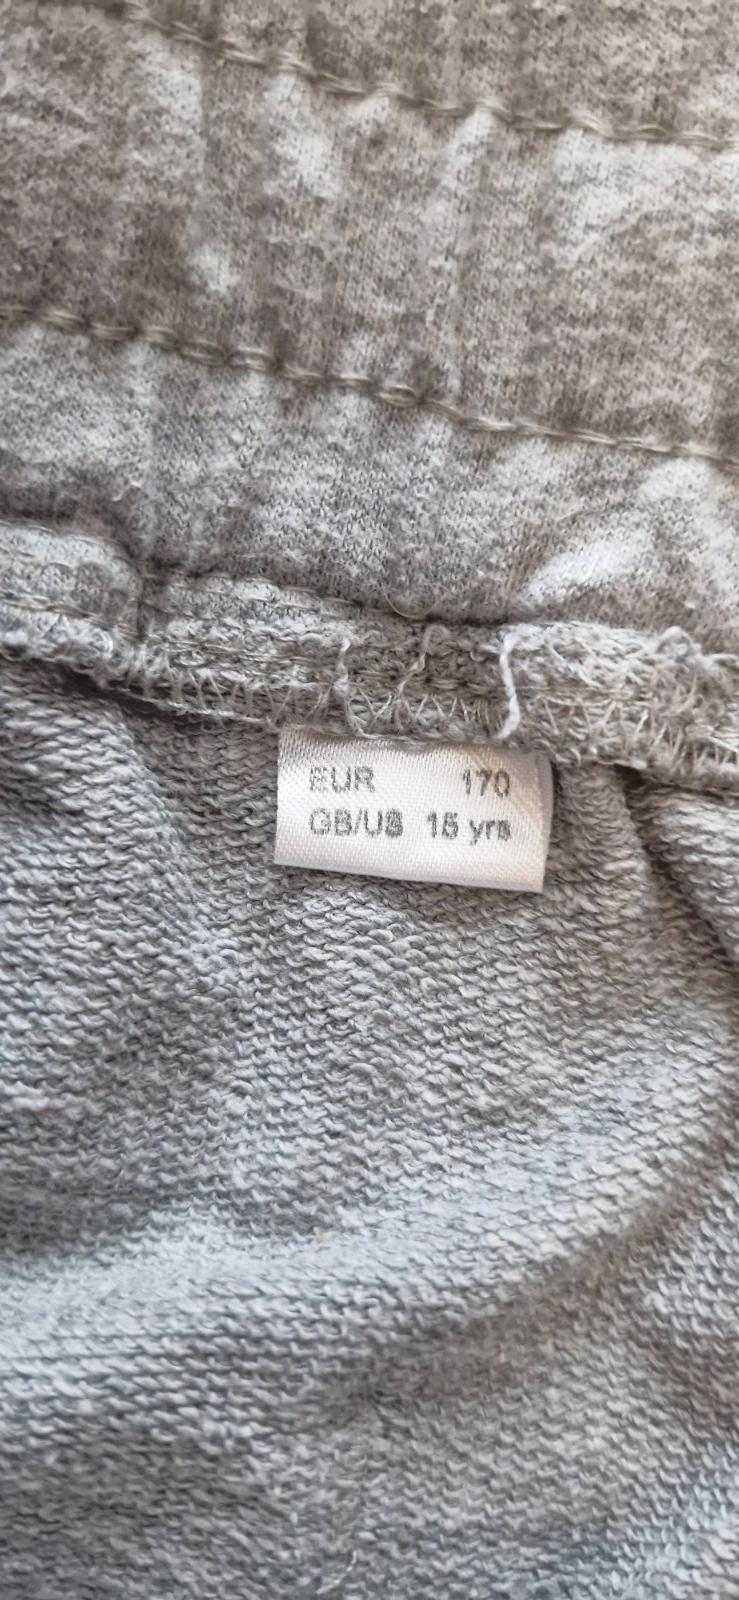 EUR 170
GB/US 15 yrs